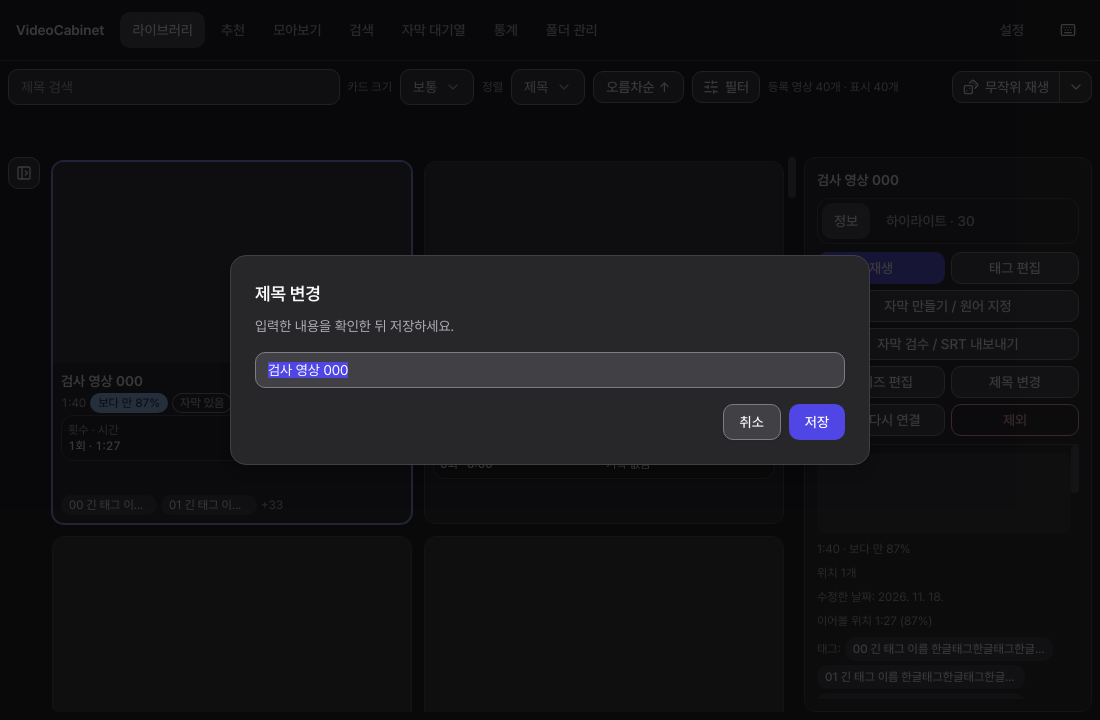 VideoCabinet 라이브러리 추천 모아보기 검색 자막 대기열 통계 폴더 관리 설정
제목 검색 카드 크기 보통 정렬 제목 오름차순 ↑ 필터 등록 영상 40개 · 표시 40개 무작위 재생
검사 영상 000
1:40 보다 만 87% 자막 있음
횟수 · 시간
1회 · 1:27
00 긴 태그 이... 01 긴 태그 이... +33
제목 변경
입력한 내용을 확인한 뒤 저장하세요.
검사 영상 000
취소 저장
검사 영상 000
정보 하이라이트 · 30
재생 태그 편집
자막 만들기 / 원어 지정
자막 검수 / SRT 내보내기
편집 제목 변경
다시 연결 제외
1:40 · 보다 만 87%
위치 1개
수정한 날짜: 2026. 11. 18.
이어볼 위치 1:27 (87%)
태그: 00 긴 태그 이름 한글태그한글태그한글...
01 긴 태그 이름 한글태그한글태그한글...